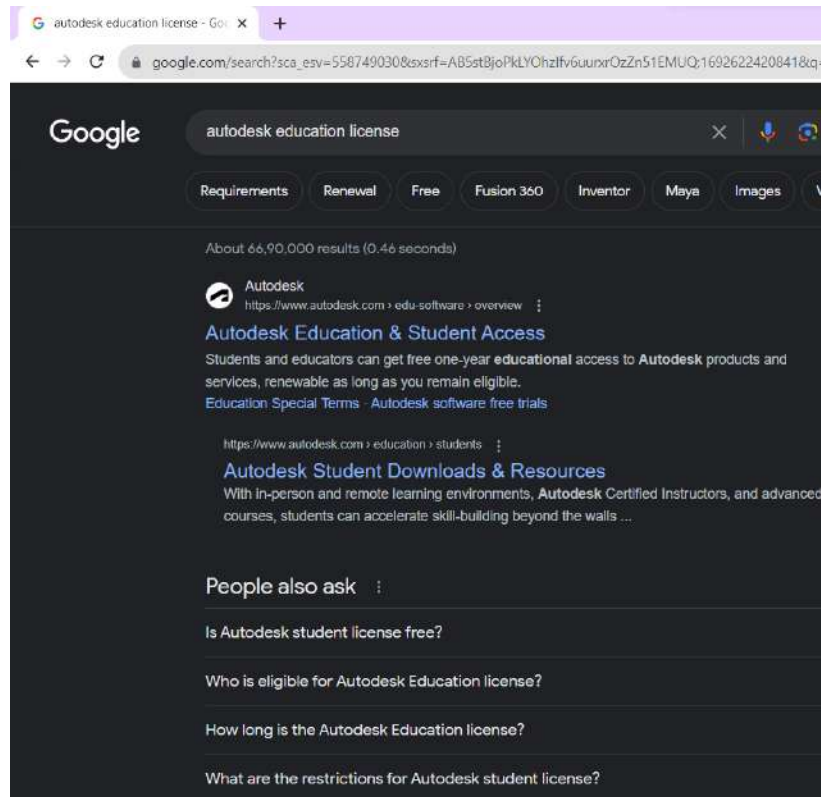 autodesk education license - Goo
google.com/search?sca_esv=558749030&sxsrf=
Google
autodesk education license
Requirements Renewal Free Fusion 360 Inventor Maya Images
About 66,90,000 results (0.46 seconds)
Autodesk
https://www.autodesk.com › edu-software › overview
Autodesk Education & Student Access
Students and educators can get free one-year educational access to Autodesk products and
services, renewable as long as you remain eligible.
Education Special Terms · Autodesk software free trials
https://www.autodesk.com › education › students
Autodesk Student Downloads & Resources
With in-person and remote learning environments, Autodesk Certified Instructors, and advanced
courses, students can accelerate skill-building beyond the walls ...
People also ask
Is Autodesk student license free?
Who is eligible for Autodesk Education license?
How long is the Autodesk Education license?
What are the restrictions for Autodesk student license?